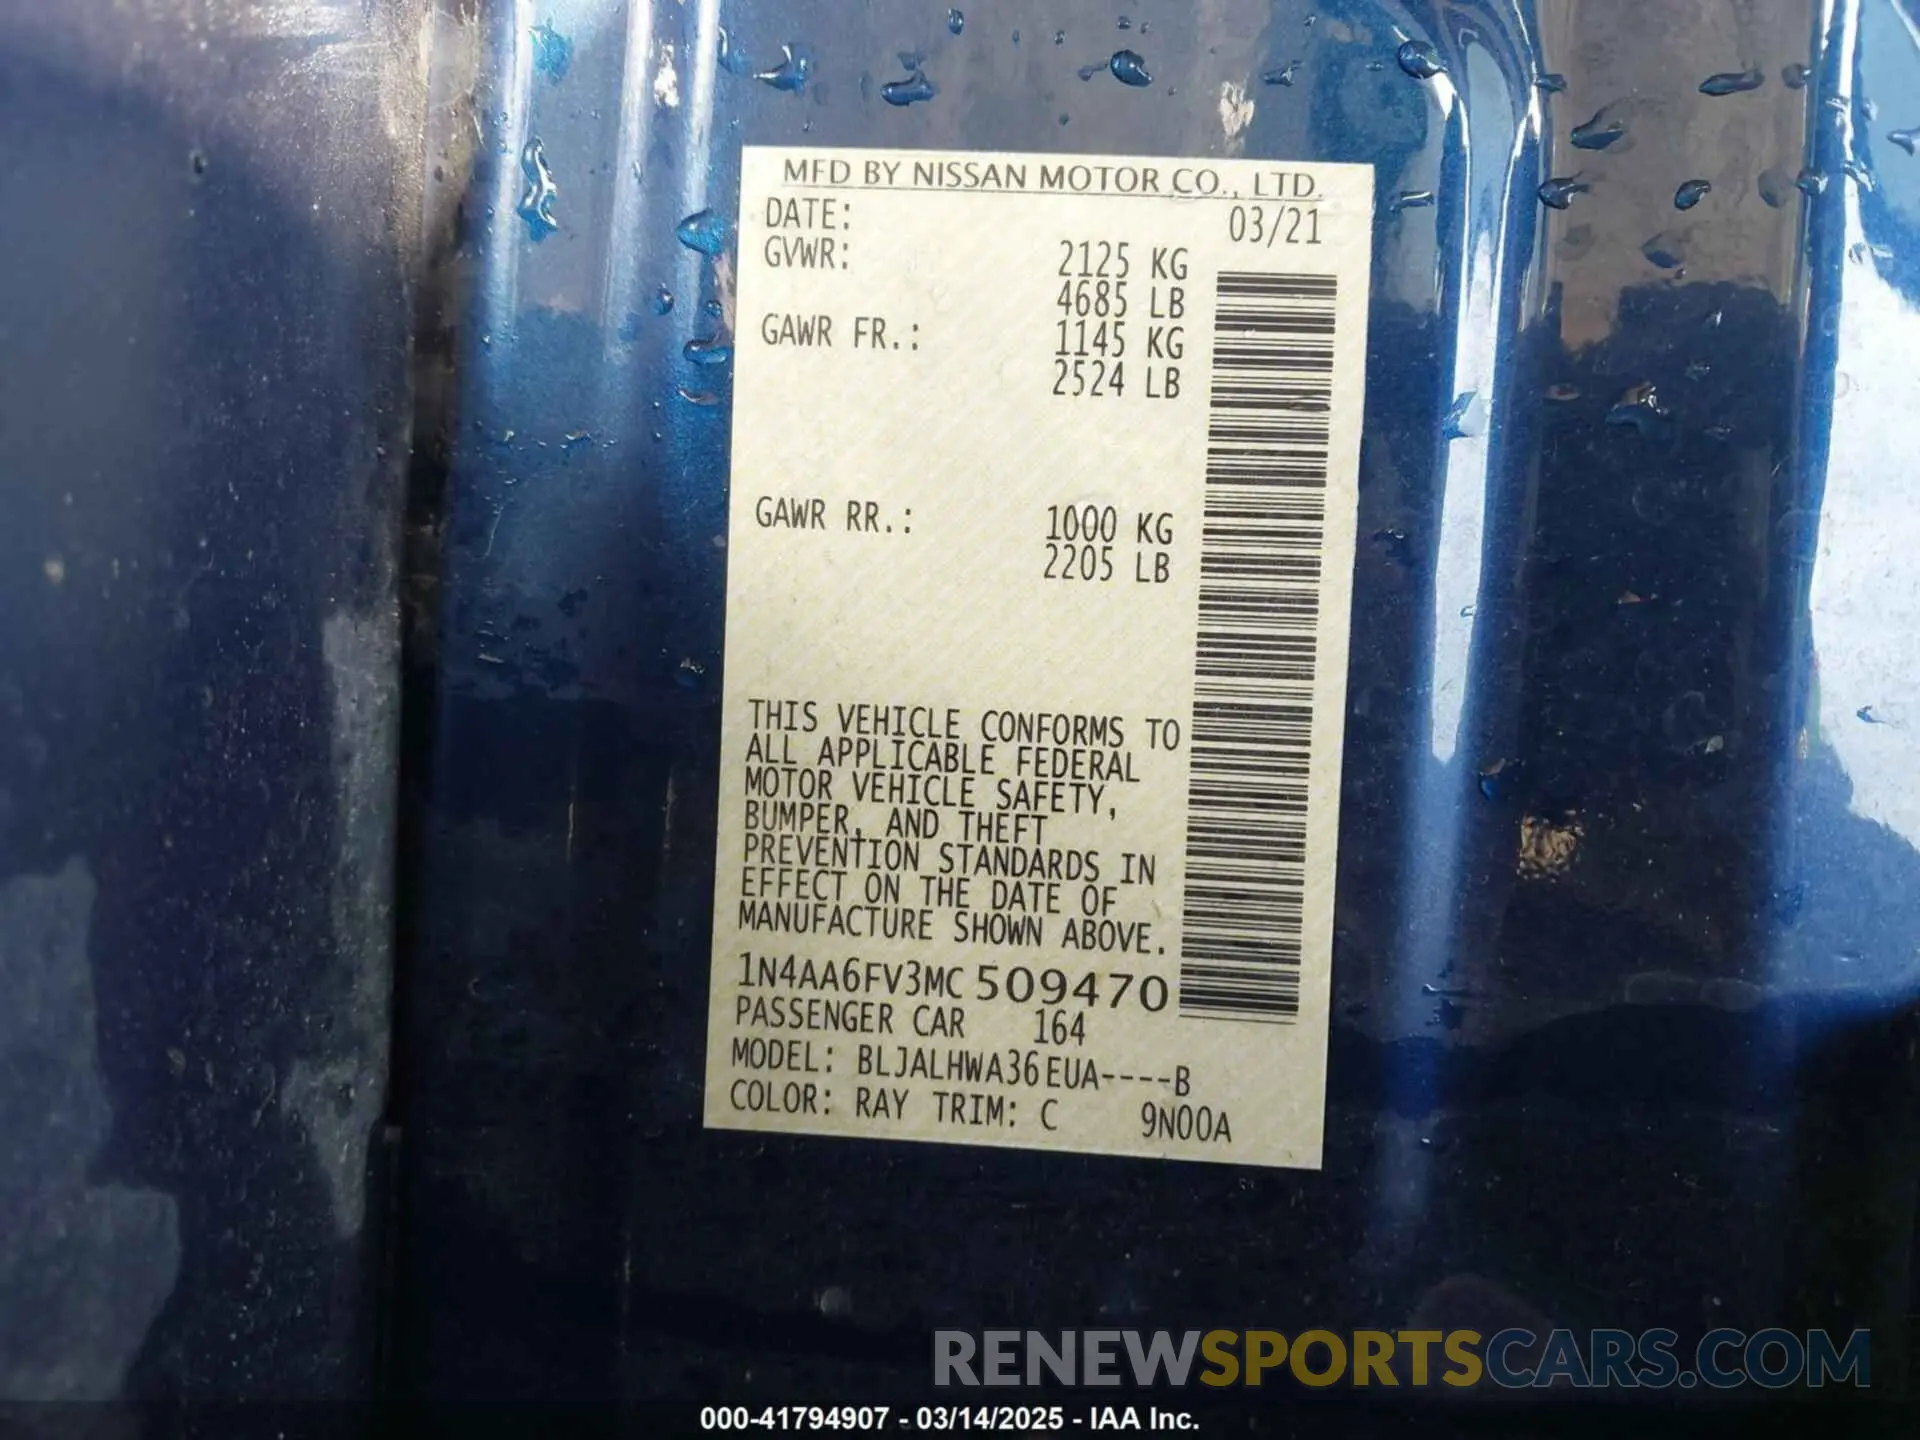 MFD BY NISSAN MOTOR CO., LTD.
DATE: 03/21
GVWR: 2125 KG
4685 LB
GAWR FR.: 1145 KG
2524 LB
GAWR RR.: 1000 KG
2205 LB
THIS VEHICLE CONFORMS TO
ALL APPLICABLE FEDERAL
MOTOR VEHICLE SAFETY,
BUMPER, AND THEFT
PREVENTION STANDARDS IN
EFFECT ON THE DATE OF
MANUFACTURE SHOWN ABOVE.
1N4AA6FV3MC509470
PASSENGER CAR 164
MODEL: BLJALHWA36EUA----B
COLOR: RAY TRIM: C 9N00A
RENEWSPORTSCARS.COM
000-41794907 - 03/14/2025 - IAA Inc.